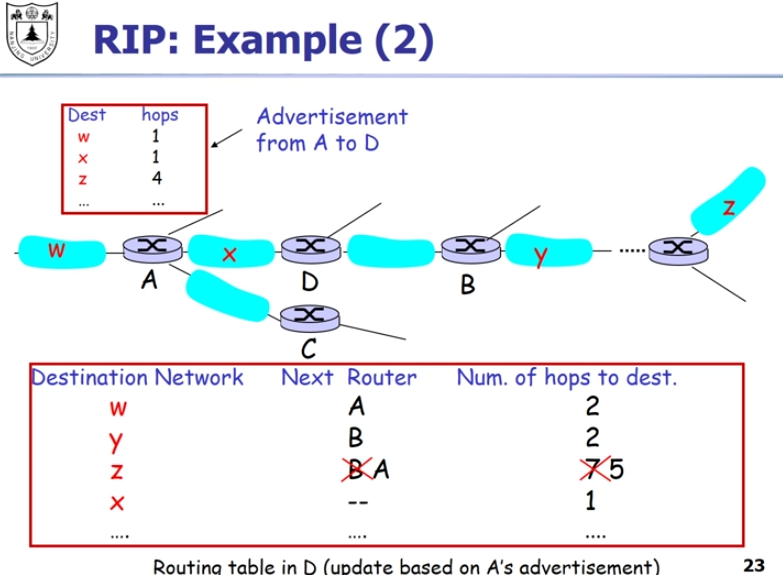 RIP: Example (2)
Dest hops
w 1
x 1
z 4
... ...
Advertisement
from A to D
z
w
x
y
.....
A
D
B
C
Destination Network Next Router Num. of hops to dest.
w A 2
y B 2
z B A 7 5
x -- 1
.... .... ....
Routing table in D (update based on A's advertisement)
23